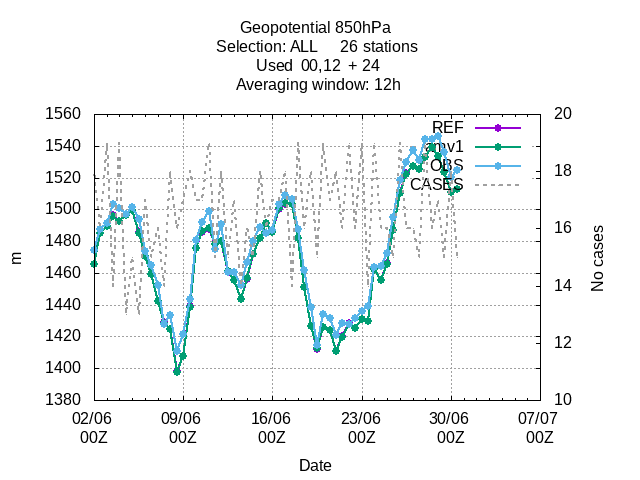 Geopotential 850hPa
Selection: ALL 26 stations
Used 00,12 + 24
Averaging window: 12h
1560
1540
1520
1500
1480
1460
1440
1420
1400
1380
m
20
18
16
14
12
10
No cases
REF
OBS
CASES
02/06 09/06 16/06 23/06 30/06 07/07
00Z 00Z 00Z 00Z 00Z 00Z
Date